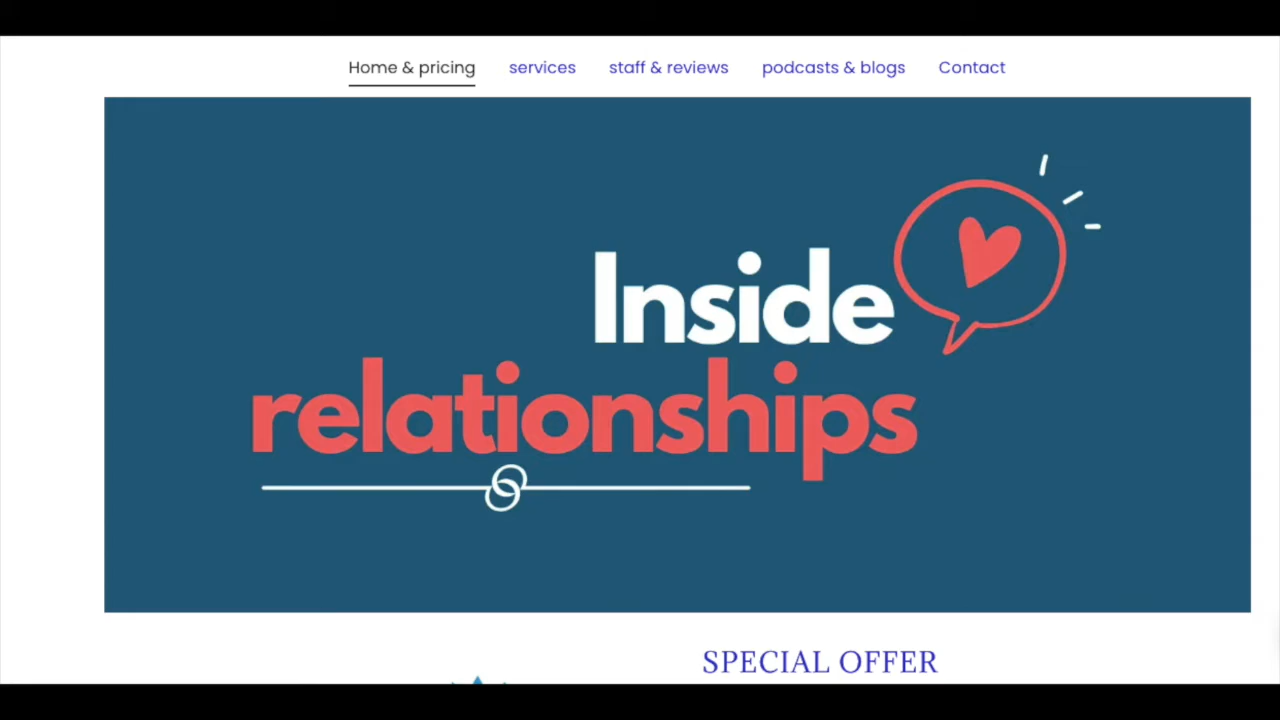 Home & pricing services staff & reviews podcasts & blogs Contact
Inside
relationships
SPECIAL OFFER